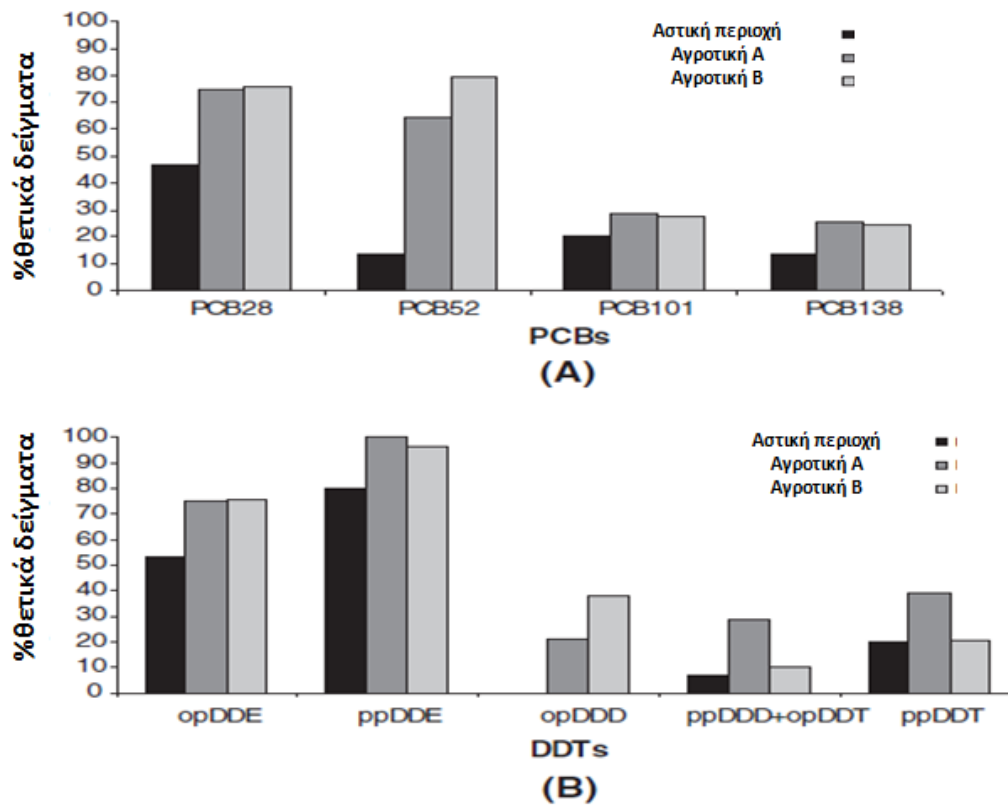 %θετικά δείγματα
100
90
80
70
60
50
40
30
20
10
0
Αστική περιοχή
Αγροτική Α
Αγροτική Β
PCB28 PCB52 PCB101 PCB138
PCBs
(A)
%θετικά δείγματα
100
90
80
70
60
50
40
30
20
10
0
Αστική περιοχή
Αγροτική Α
Αγροτική Β
opDDE ppDDE opDDD ppDDD+opDDT ppDDT
DDTs
(B)